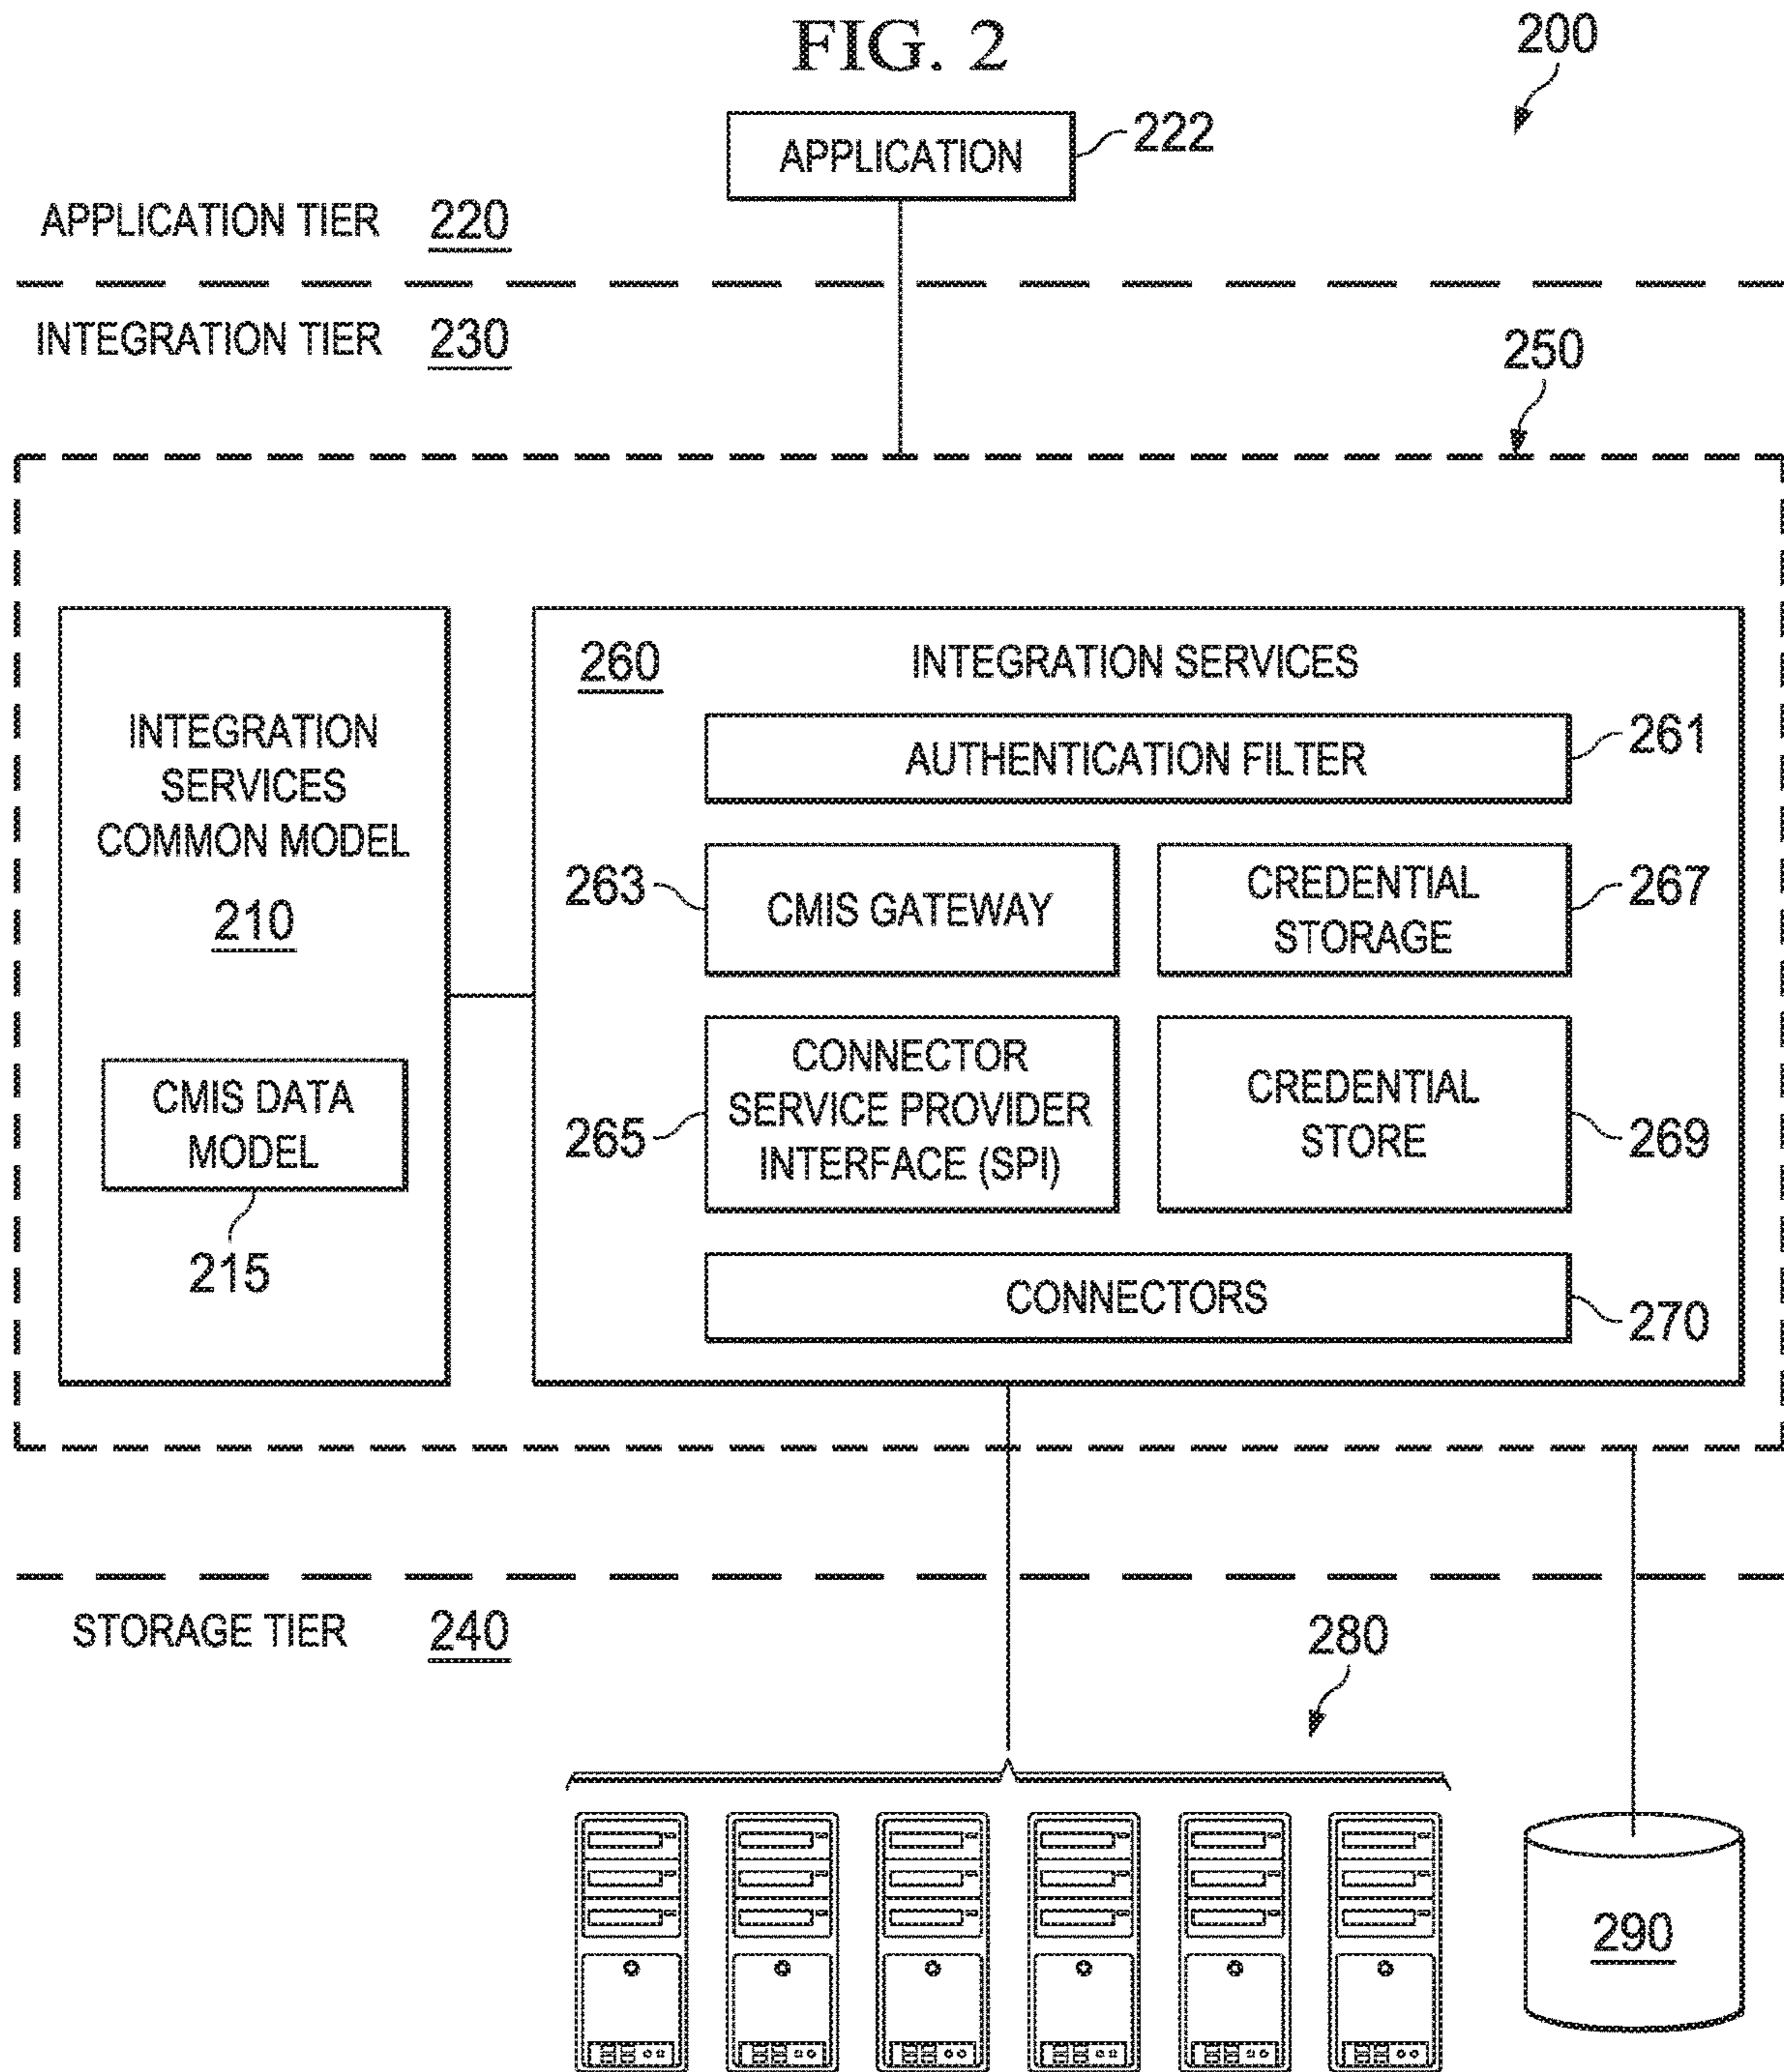 FIG. 2
200
APPLICATION
222
APPLICATION TIER 220
INTEGRATION TIER 230
250
INTEGRATION
SERVICES
COMMON MODEL
210
CMIS DATA
MODEL
215
260 INTEGRATION SERVICES
AUTHENTICATION FILTER
261
263
CMIS GATEWAY
CREDENTIAL
STORAGE
267
265
CONNECTOR
SERVICE PROVIDER
INTERFACE (SPI)
CREDENTIAL
STORE
269
CONNECTORS
270
STORAGE TIER 240
280
290